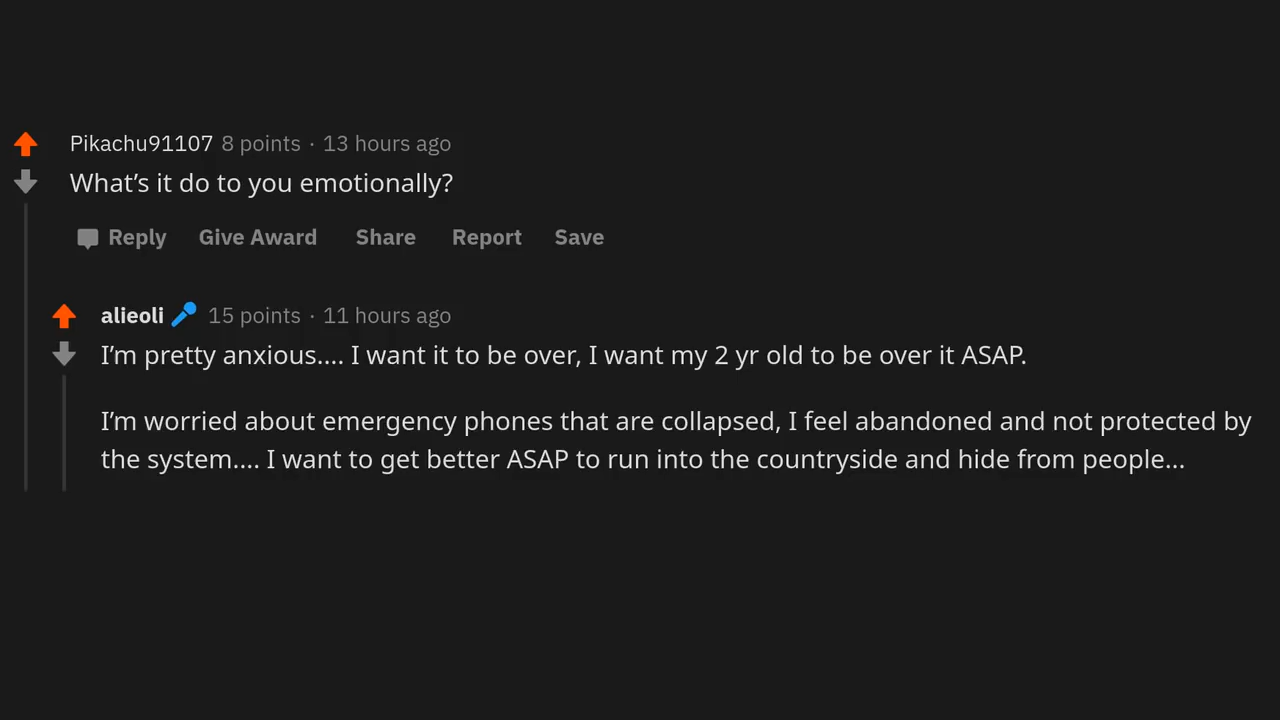 Pikachu91107 8 points · 13 hours ago
What’s it do to you emotionally?
Reply Give Award Share Report Save
alieoli 15 points · 11 hours ago
I’m pretty anxious.... I want it to be over, I want my 2 yr old to be over it ASAP.
I’m worried about emergency phones that are collapsed, I feel abandoned and not protected by
the system.... I want to get better ASAP to run into the countryside and hide from people...